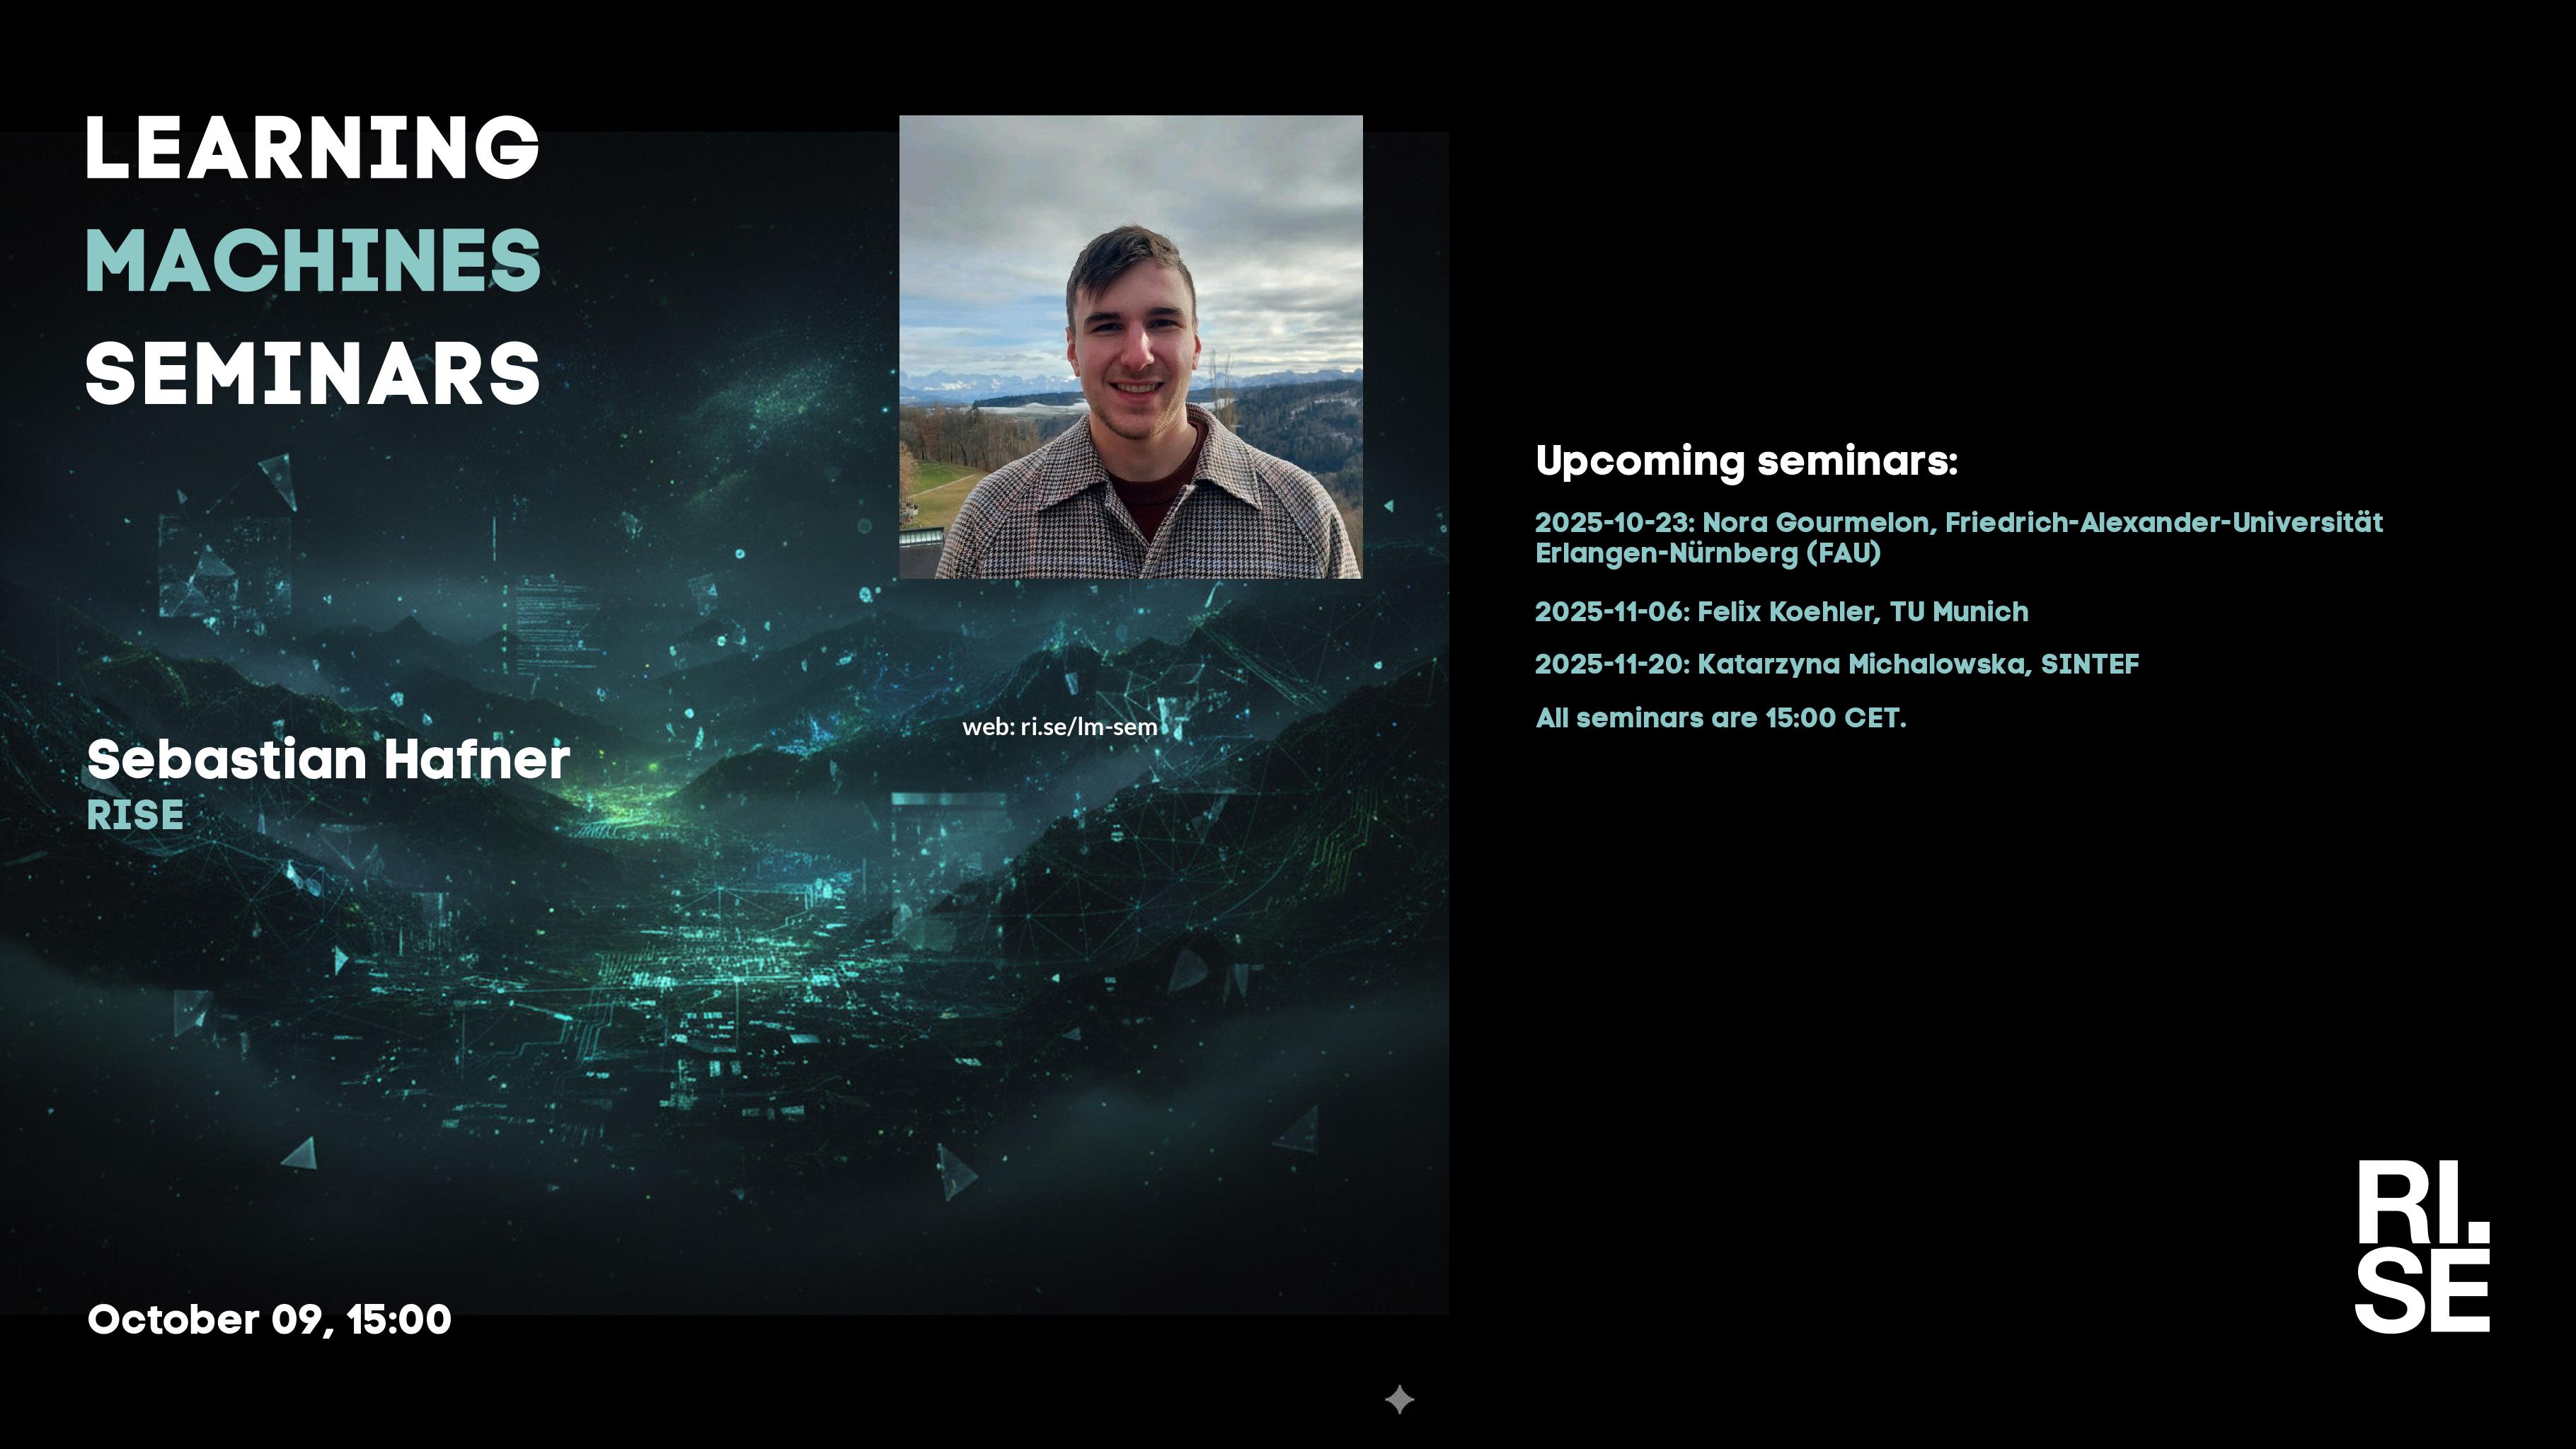 LEARNING
MACHINES
SEMINARS
Sebastian Hafner
RISE
web: ri.se/lm-sem
October 09, 15:00
Upcoming seminars:
2025-10-23: Nora Gourmelon, Friedrich-Alexander-Universität
Erlangen-Nürnberg (FAU)
2025-11-06: Felix Koehler, TU Munich
2025-11-20: Katarzyna Michalowska, SINTEF
All seminars are 15:00 CET.
RI.
SE